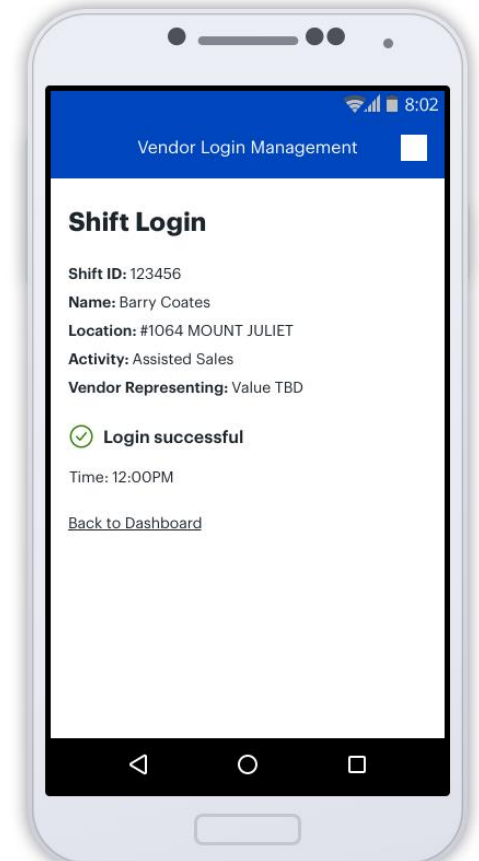 8:02
Vendor Login Management
Shift Login
Shift ID: 123456
Name: Barry Coates
Location: #1064 MOUNT JULIET
Activity: Assisted Sales
Vendor Representing: Value TBD
Login successful
Time: 12:00PM
Back to Dashboard